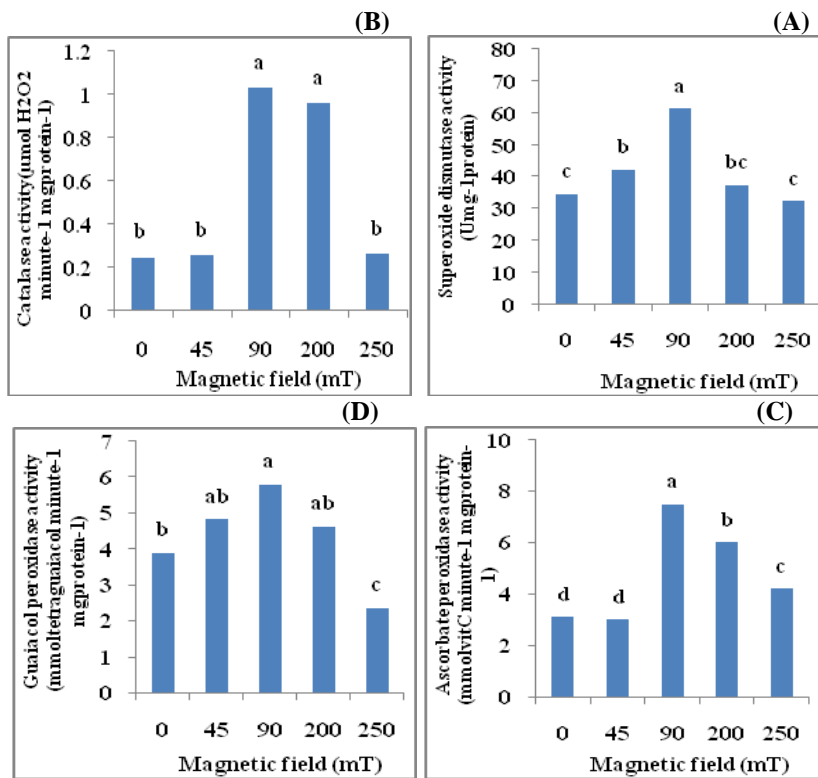 (B)
Catalase activity(umol H2O2
minute-1 mgprotein-1)
1.2
1
0.8
0.6
0.4
0.2
0
b
b
a
a
b
0 45 90 200 250
Magnetic field (mT)
(A)
Superoxide dismutase activity
(Umg-1protein)
80
70
60
50
40
30
20
10
0
c
b
a
bc
c
0 45 90 200 250
Magnetic field (mT)
(D)
Guaiacol peroxidase activity
(mmoltetraguaiacol minute-1
mgprotein-1)
7
6
5
4
3
2
1
0
b
ab
a
ab
c
0 45 90 200 250
Magnetic field (mT)
(C)
Ascorbate peroxidase activity
(mmolvitC minute-1 mgprotein-
1)
10
8
6
4
2
0
d
d
a
b
c
0 45 90 200 250
Magnetic field (mT)